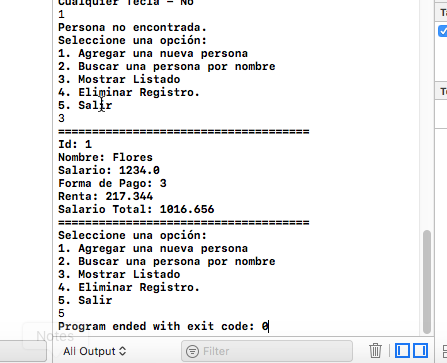 Cualquier Tecla - No
1
Persona no encontrada.
Seleccione una opción:
1. Agregar una nueva persona
2. Buscar una persona por nombre
3. Mostrar Listado
4. Eliminar Registro.
5. Salir
3
======================================
Id: 1
Nombre: Flores
Salario: 1234.0
Forma de Pago: 3
Renta: 217.344
Salario Total: 1016.656
======================================
Seleccione una opción:
1. Agregar una nueva persona
2. Buscar una persona por nombre
3. Mostrar Listado
4. Eliminar Registro.
5. Salir
5
Program ended with exit code: 0
Notes
All Output
Filter